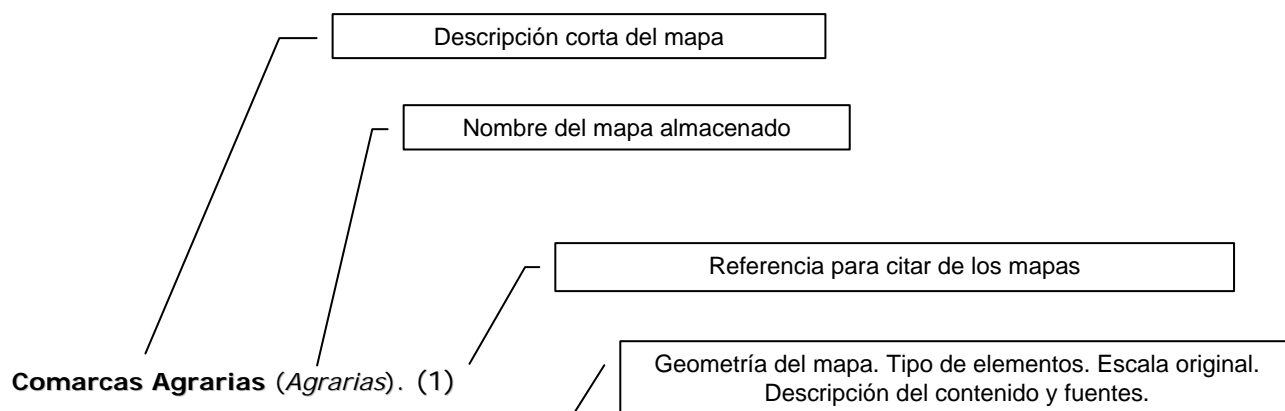 Descripción corta del mapa
Nombre del mapa almacenado
Referencia para citar de los mapas
Comarcas Agrarias (Agrarias). (1)
Geometría del mapa. Tipo de elementos. Escala original.
Descripción del contenido y fuentes.